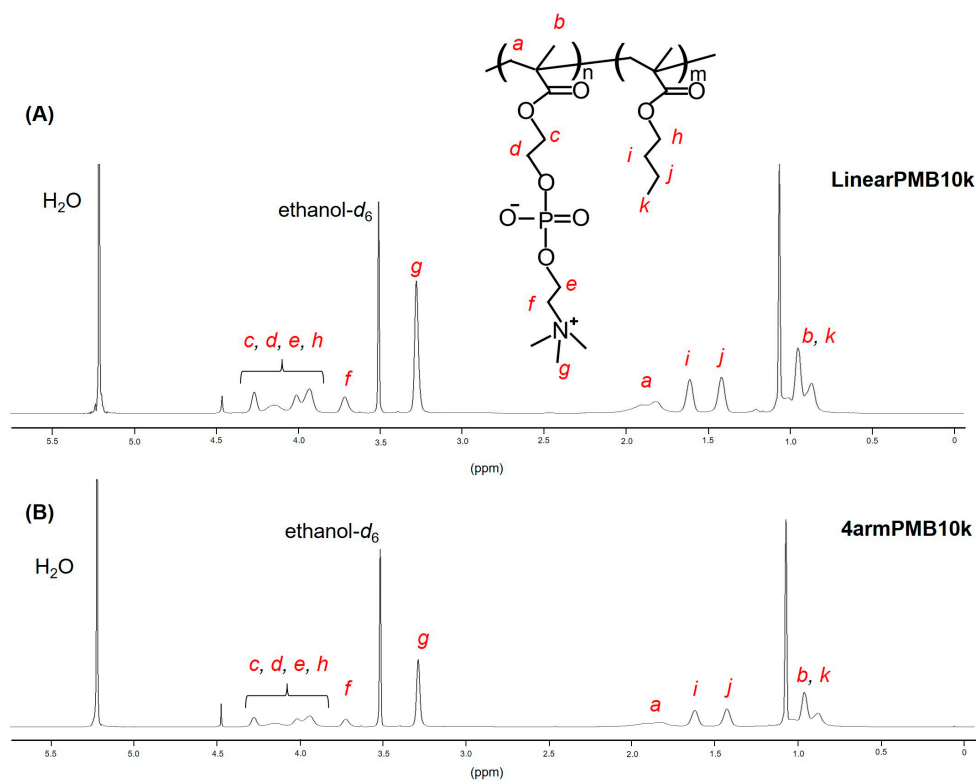 (A)
a
b
n
m
O
O
O
O
c
d
h
i
j
k
O
O⁻
P
O
O
e
f
N⁺
g
LinearPMB10k
H₂O
ethanol-d₆
g
c, d, e, h
f
a
i
j
b, k
5.5
5.0
4.5
4.0
3.5
3.0
2.5
2.0
1.5
1.0
0.5
0
(ppm)
(B)
4armPMB10k
H₂O
ethanol-d₆
g
c, d, e, h
f
a
i
j
b, k
5.5
5.0
4.5
4.0
3.5
3.0
2.5
2.0
1.5
1.0
0.5
0
(ppm)